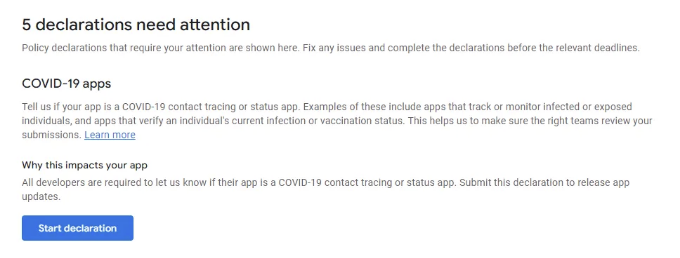 5 declarations need attention
Policy declarations that require your attention are shown here. Fix any issues and complete the declarations before the relevant deadlines.
COVID-19 apps
Tell us if your app is a COVID-19 contact tracing or status app. Examples of these include apps that track or monitor infected or exposed
individuals, and apps that verify an individual's current infection or vaccination status. This helps us to make sure the right teams review your
submissions. Learn more
Why this impacts your app
All developers are required to let us know if their app is a COVID-19 contact tracing or status app. Submit this declaration to release app
updates.
Start declaration